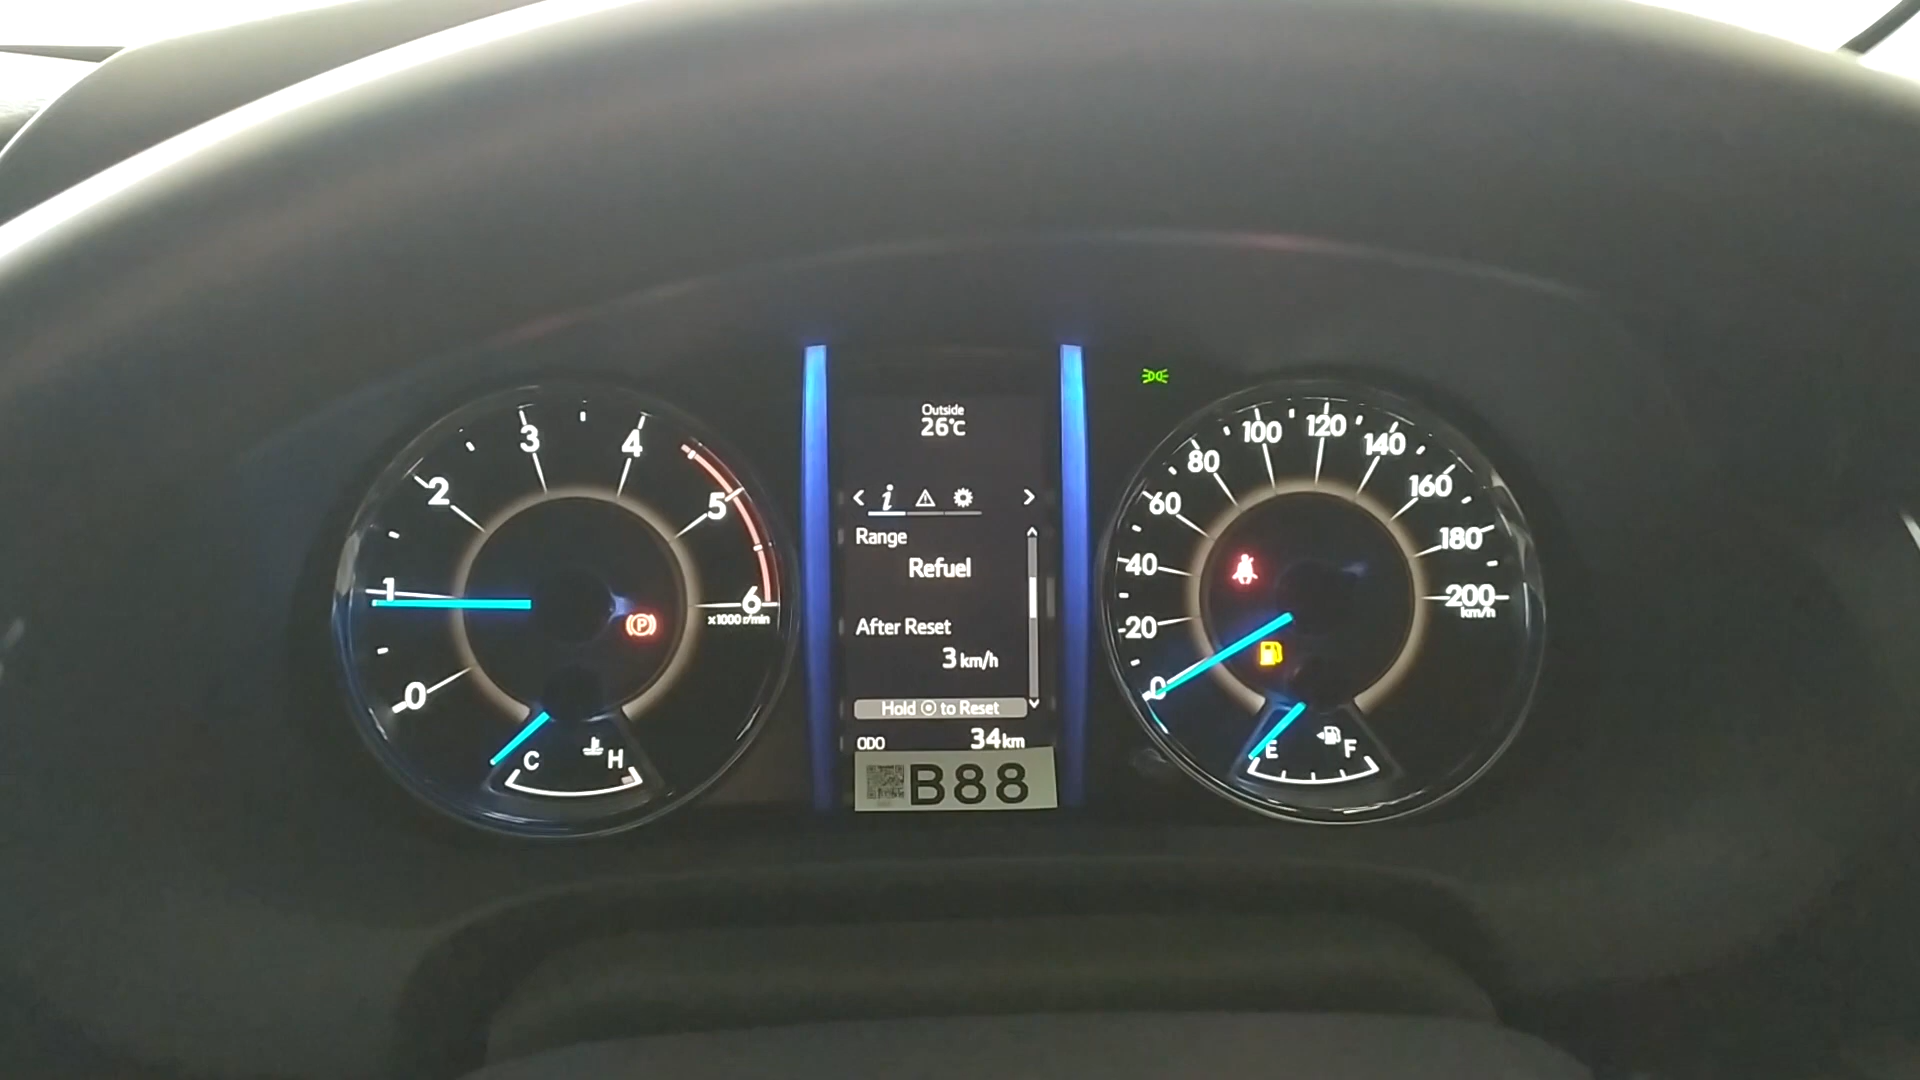 Outside
26°C
i
Range
Refuel
After Reset
3 km/h
Hold to Reset
ODO 34 km
B88
0
1
2
3
4
5
6
x1000 r/min
C H
0
20
40
60
80
100
120
140
160
180
200
km/h
E F
P